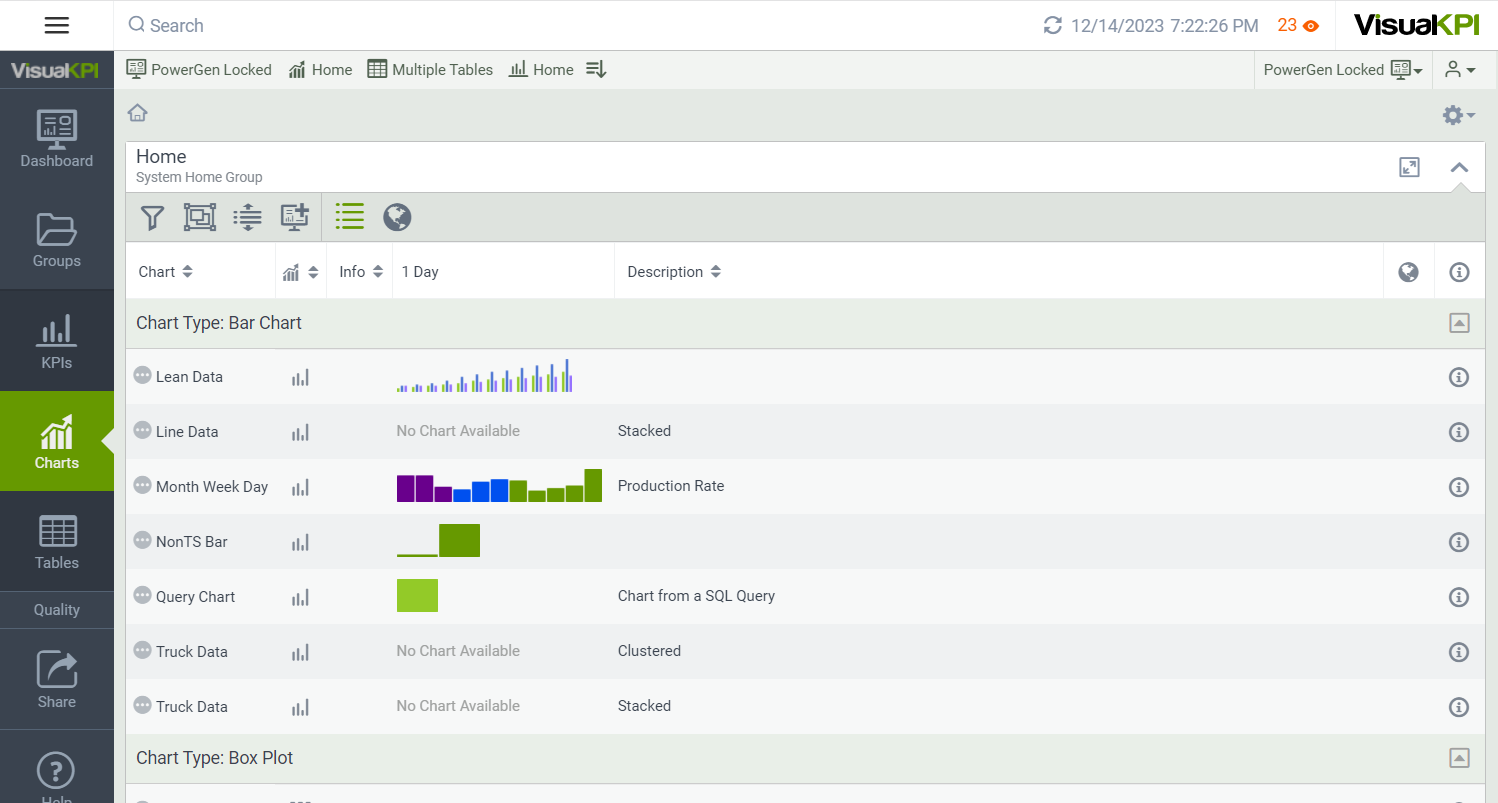 Search
12/14/2023 7:22:26 PM
23
VisualKPI
VisualKPI
PowerGen Locked
Home
Multiple Tables
Home
PowerGen Locked
Dashboard
Groups
KPIs
Charts
Tables
Quality
Share
Help
Home
System Home Group
Chart
Info
1 Day
Description
Chart Type: Bar Chart
Lean Data
Line Data No Chart Available Stacked
Month Week Day Production Rate
NonTS Bar
Query Chart Chart from a SQL Query
Truck Data No Chart Available Clustered
Truck Data No Chart Available Stacked
Chart Type: Box Plot